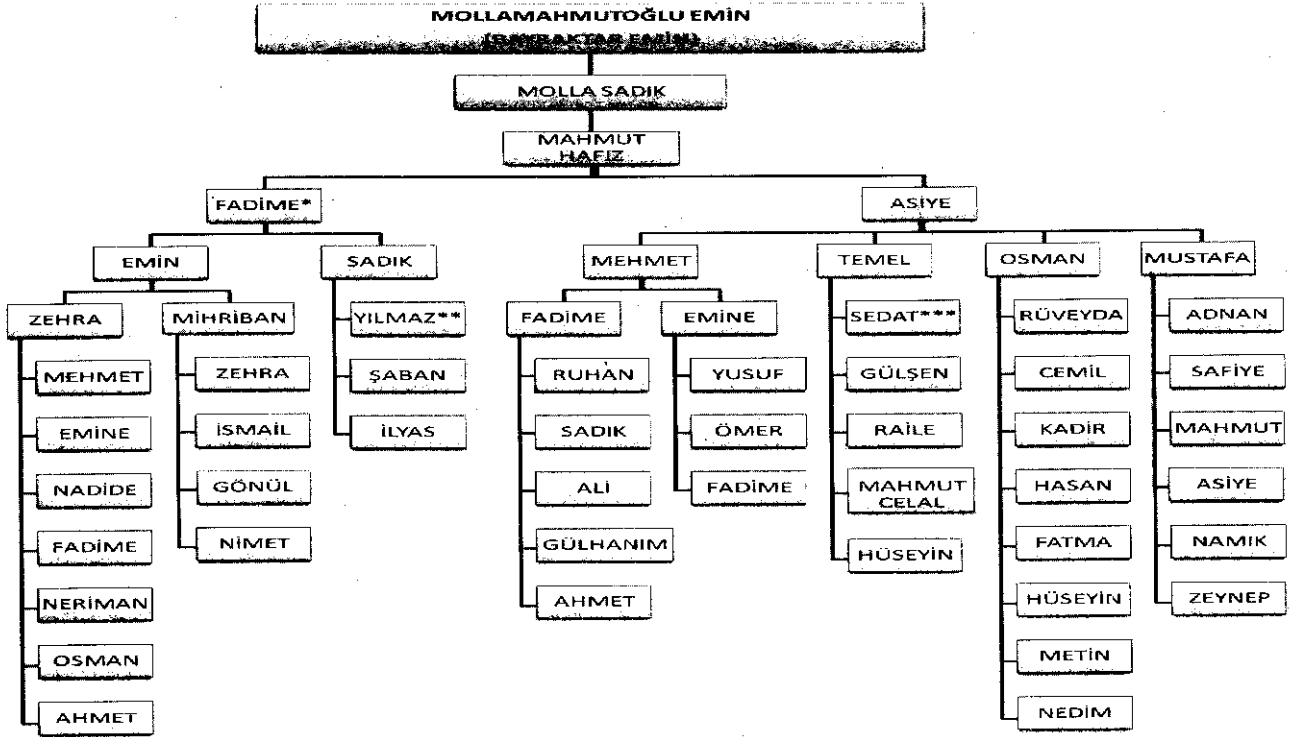 MOLLAMAHMUTOĞLU EMİN
(BAYRAKTAR EMİN)
MOLLA SADIK
MAHMUT
HAFIZ
FADİME*
ASİYE
EMİN
SADIK
MEHMET
TEMEL
OSMAN
MUSTAFA
ZEHRA
MİHRİBAN
YILMAZ**
FADİME
EMİNE
SEDAT***
RÜVEYDA
ADNAN
MEHMET
ZEHRA
ŞABAN
RUHAN
YUSUF
GÜLŞEN
CEMİL
SAFİYE
EMİNE
İSMAİL
İLYAS
SADIK
ÖMER
RAİLE
KADİR
MAHMUT
NADİDE
GÖNÜL
ALİ
FADİME
MAHMUT
CELAL
HASAN
ASİYE
FADİME
NİMET
GÜLHANIM
HÜSEYİN
FATMA
NAMIK
NERİMAN
AHMET
HÜSEYİN
ZEYNEP
OSMAN
METİN
AHMET
NEDİM